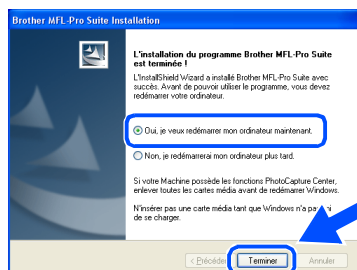 Brother MFL-Pro Suite Installation
L'installation du programme Brother MFL-Pro Suite
est terminée !
L'InstallShield Wizard a installé Brother MFL-Pro Suite avec
succès. Avant de pouvoir utiliser le programme, vous devez
redémarrer votre ordinateur.
Oui, je veux redémarrer mon ordinateur maintenant.
Non, je redémarrerai mon ordinateur plus tard.
Si votre Machine possède les fonctions PhotoCapture Center,
enlever toutes les cartes média avant de redémarrer Windows.
N'insérer pas une carte média tant que Windows n'a
de se charger.
< Précéden Terminer Annuler